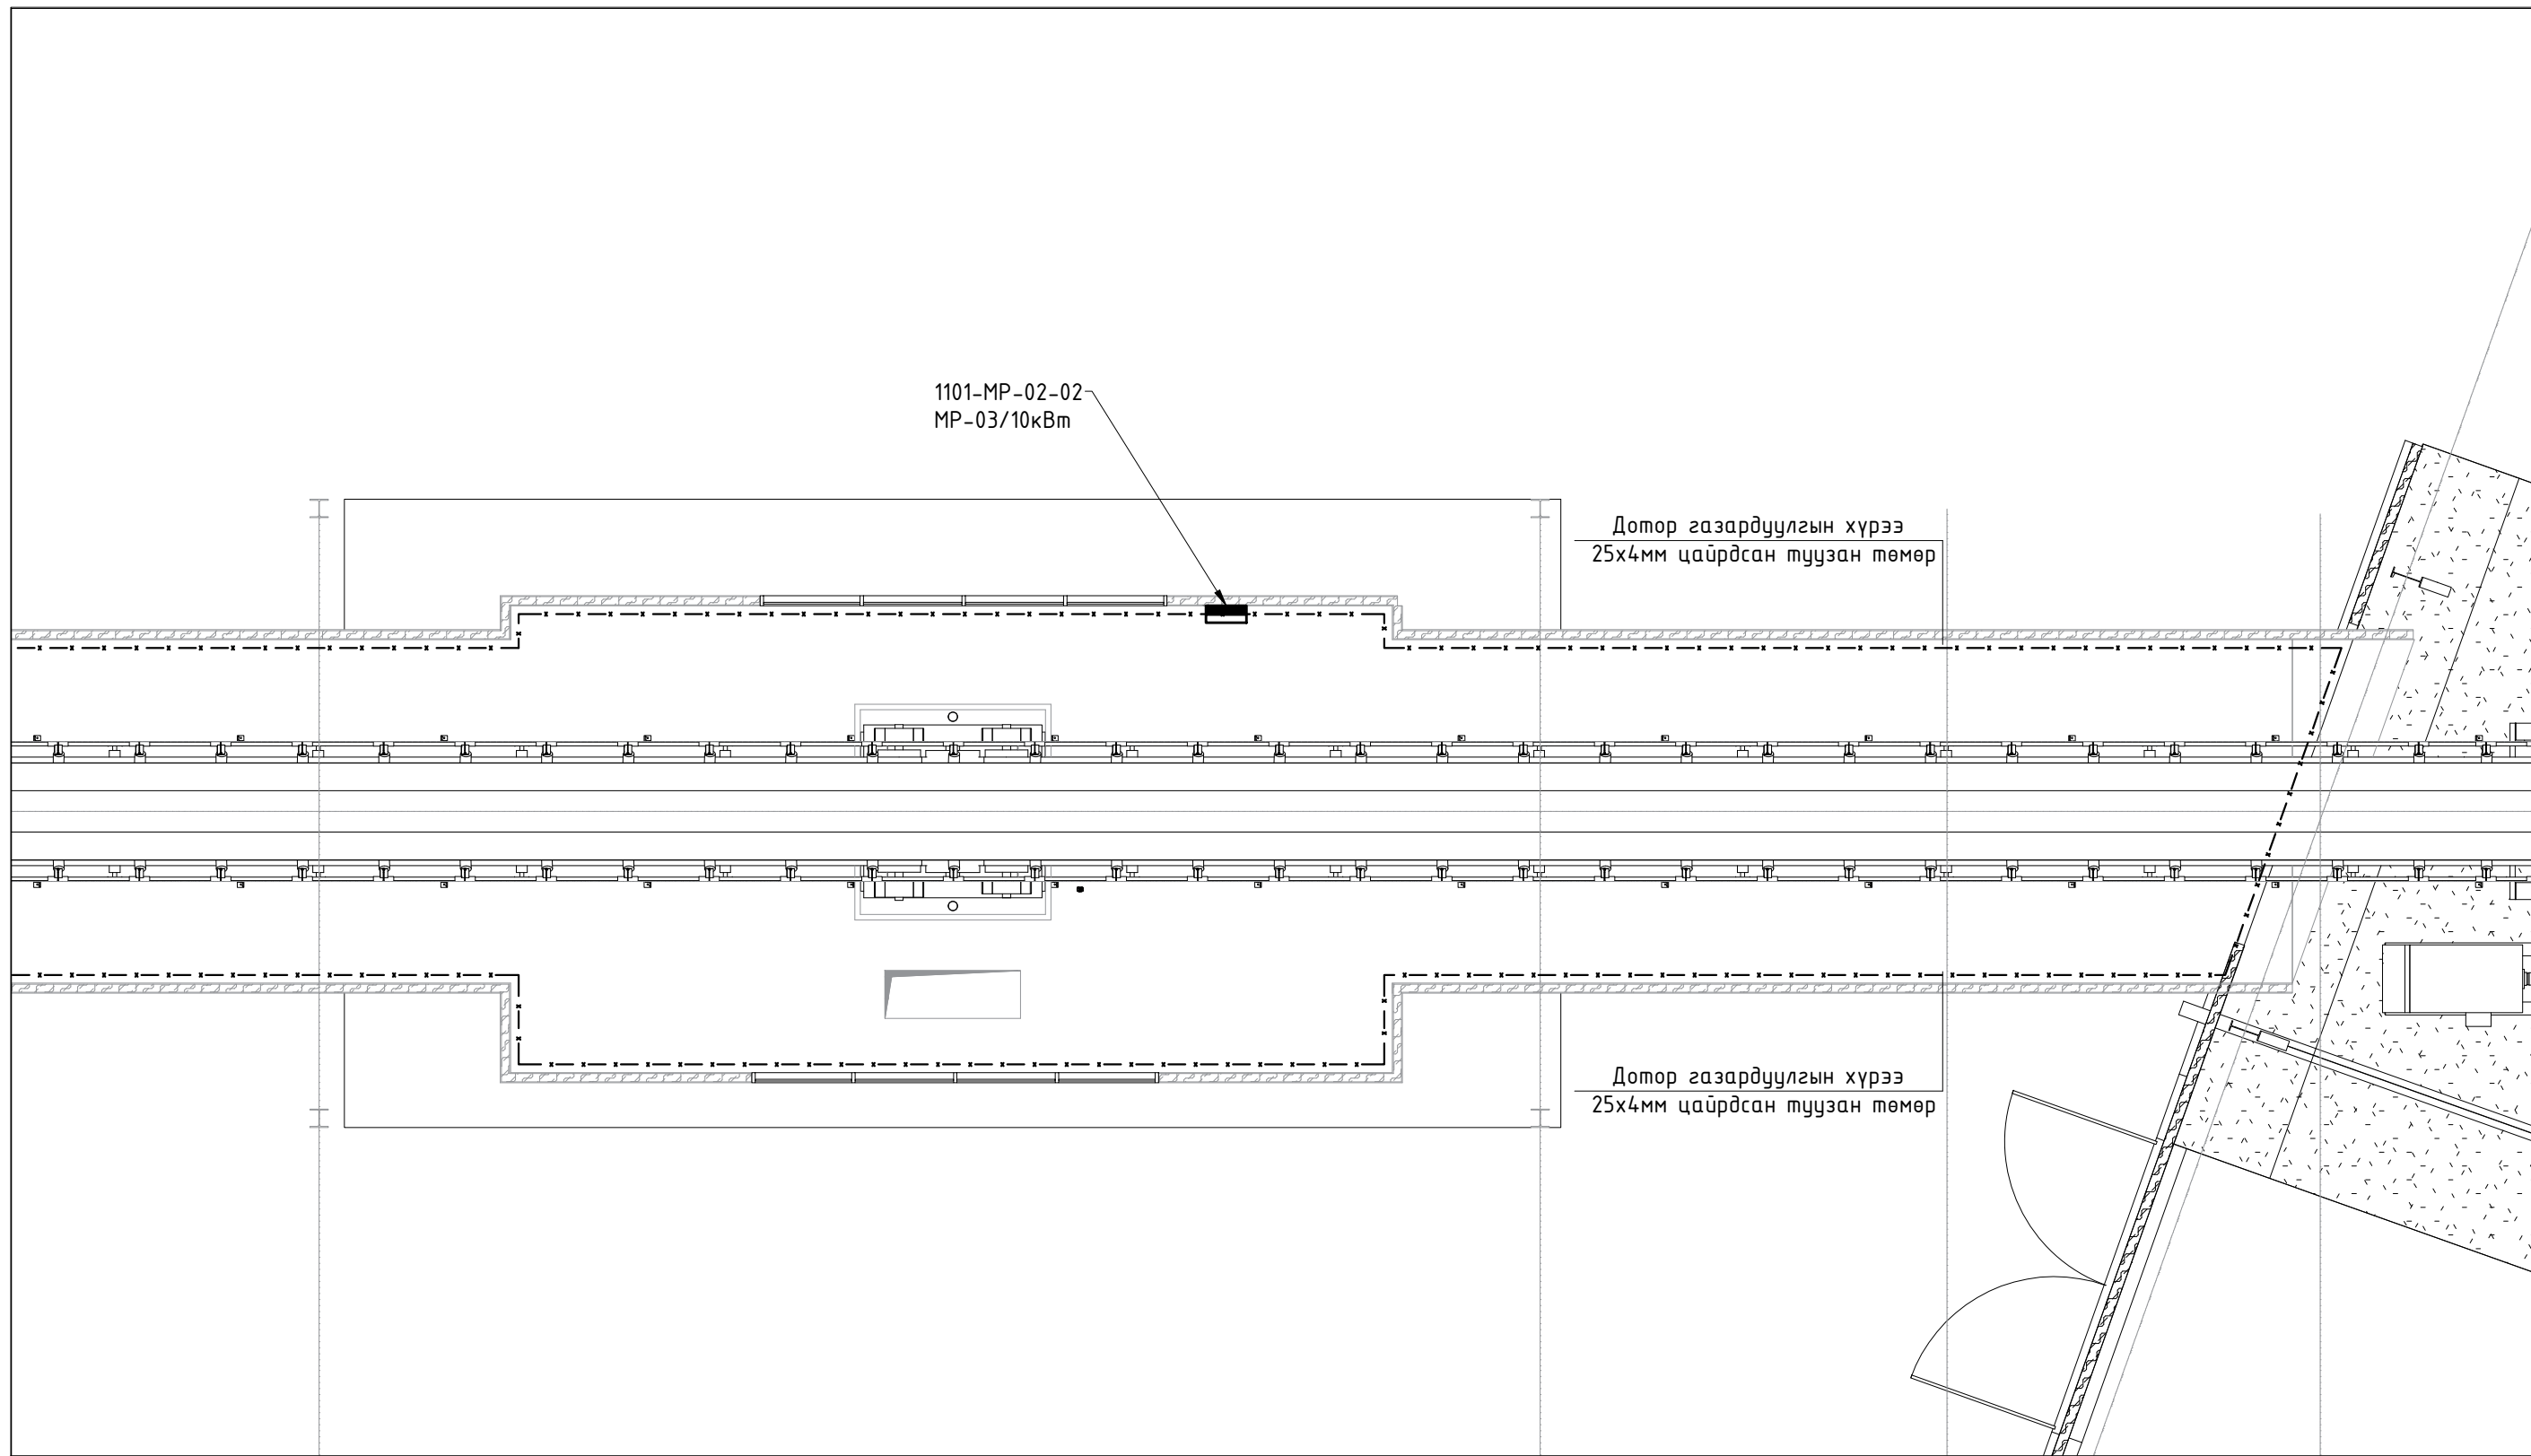 1101-МР-02-02
МР-03/10кВт
Дотор газардуулгын хүрээ
25х4мм цайрдсан туузан төмөр
Дотор газардуулгын хүрээ
25х4мм цайрдсан туузан төмөр